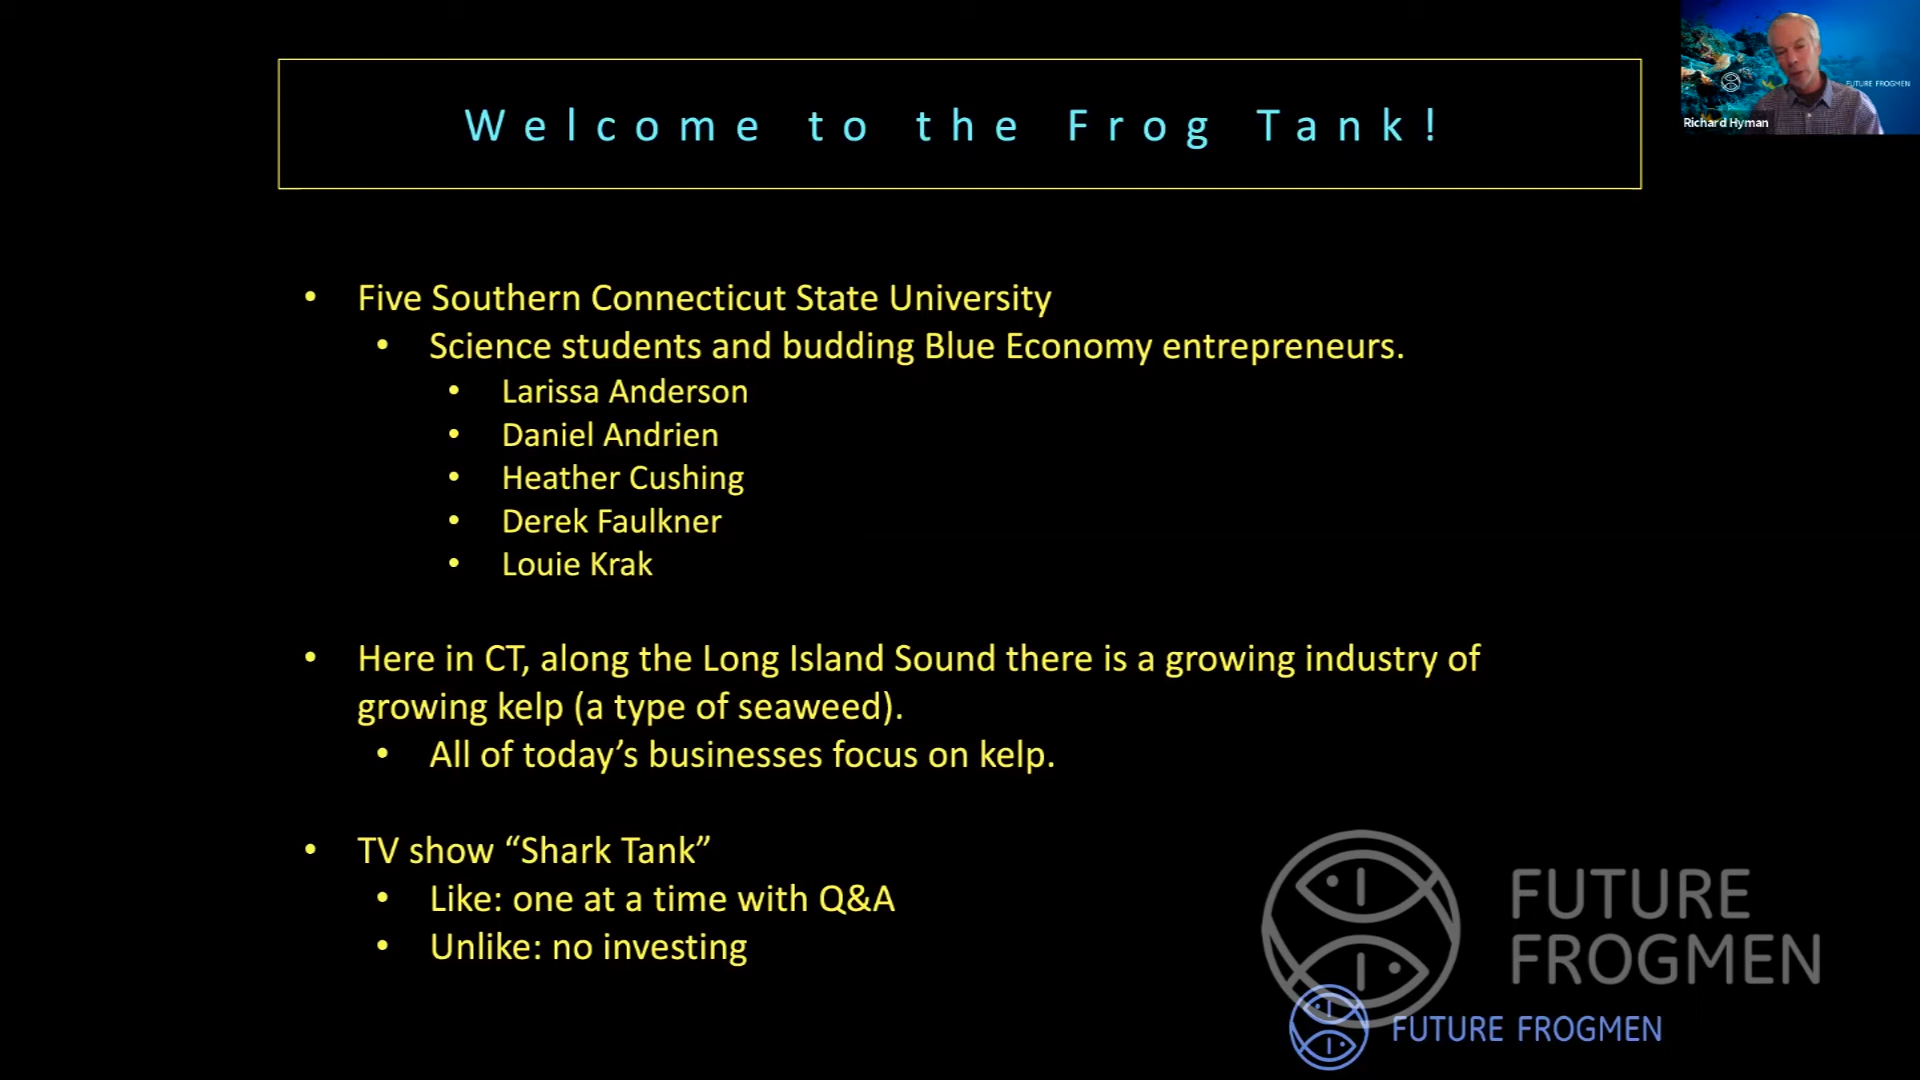 Welcome to the Frog Tank!
FUTURE FROGMEN
Richard Hyman
• Five Southern Connecticut State University
• Science students and budding Blue Economy entrepreneurs.
• Larissa Anderson
• Daniel Andrien
• Heather Cushing
• Derek Faulkner
• Louie Krak
• Here in CT, along the Long Island Sound there is a growing industry of
growing kelp (a type of seaweed).
• All of today’s businesses focus on kelp.
• TV show “Shark Tank”
• Like: one at a time with Q&A
• Unlike: no investing
FUTURE
FROGMEN
FUTURE FROGMEN